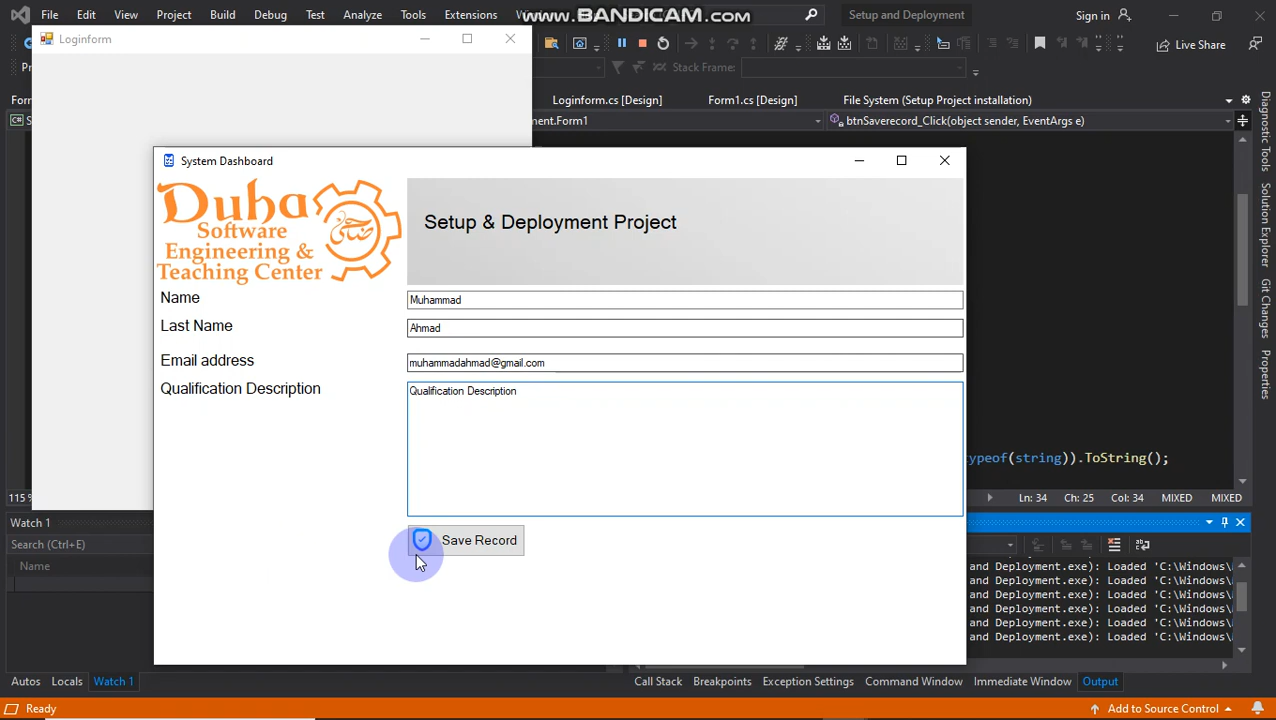 File Edit View Project Build Debug Test Analyze Tools Extensions
www.BANDICAM.com
Setup and Deployment
Sign in
Loginform
Live Share
Stack Frame:
Loginform.cs [Design] Form1.cs [Design] File System (Setup Project installation)
C#
ment.Form1
btnSaverecord_Click(object sender, EventArgs e)
System Dashboard
Duha
Software
Engineering &
Teaching Center
ضحىٰ
Setup & Deployment Project
Name
Muhammad
Last Name
Ahmad
Email address
muhammadahmad@gmail.com
Qualification Description
Qualification Description
Save Record
ypeof(string)).ToString();
115 %
Ln: 34 Ch: 25 Col: 34 MIXED MIXED
Watch 1
Search (Ctrl+E)
Name
and Deployment.exe): Loaded 'C:\Windows\
and Deployment.exe): Loaded 'C:\Windows\
and Deployment.exe): Loaded 'C:\Windows\
and Deployment.exe): Loaded 'C:\Windows\
and Deployment.exe): Loaded 'C:\Windows\
and Deployment.exe): Loaded 'C:\Windows\
Autos Locals Watch 1
Call Stack Breakpoints Exception Settings Command Window Immediate Window Output
Ready
Add to Source Control
Diagnostic Tools
Solution Explorer
Git Changes
Properties